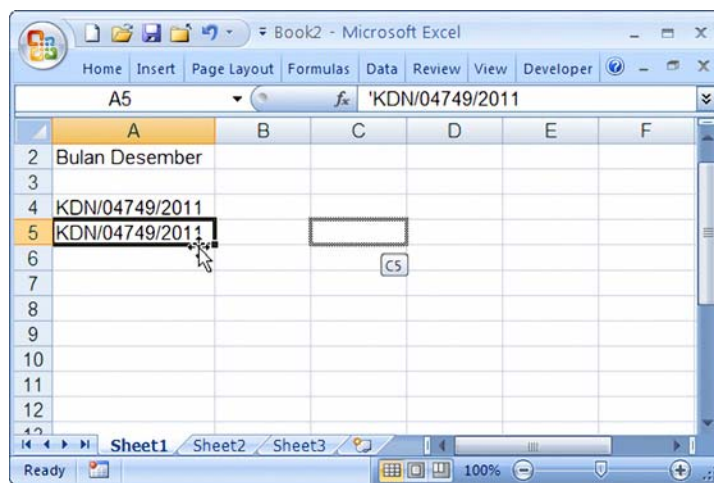 Book2 - Microsoft Excel
Home Insert Page Layout Formulas Data Review View Developer
A5 fx 'KDN/04749/2011
A B C D E F
2 Bulan Desember
3
4 KDN/04749/2011
5 KDN/04749/2011
6 C5
7
8
9
10
11
12
Sheet1 Sheet2 Sheet3
Ready 100%